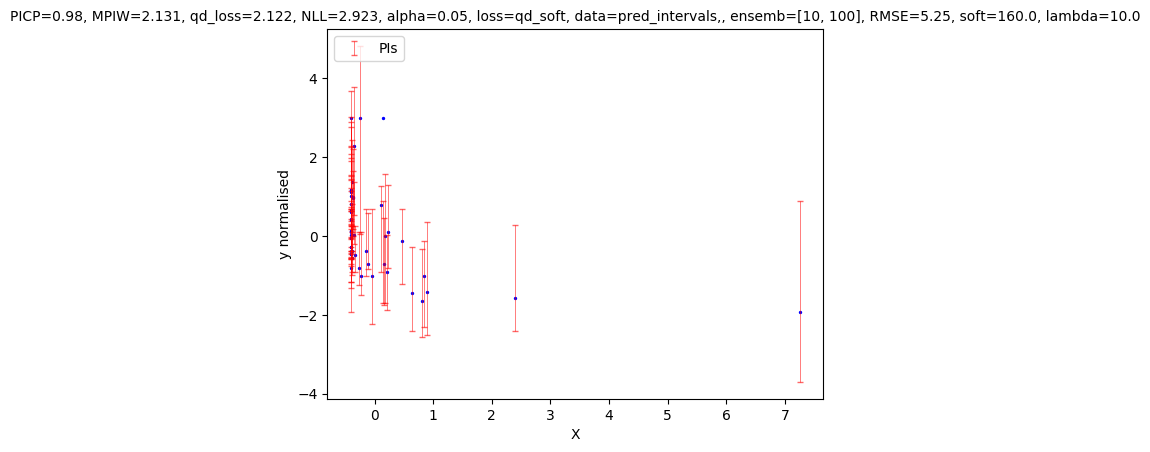 PICP=0.98, MPIW=2.131, qd_loss=2.122, NLL=2.923, alpha=0.05, loss=qd_soft, data=pred_intervals,, ensemb=[10, 100], RMSE=5.25, soft=160.0, lambda=10.0
PIs
4
2
0
−2
−4
y normalised
0 1 2 3 4 5 6 7
X